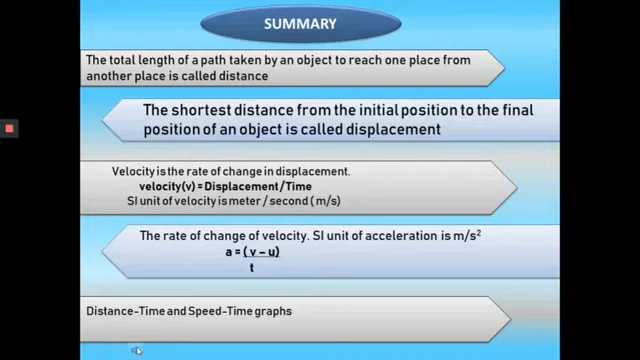 SUMMARY
The total length of a path taken by an object to reach one place from
another place is called distance
The shortest distance from the initial position to the final
position of an object is called displacement
Velocity is the rate of change in displacement.
velocity(v) = Displacement/Time
SI unit of velocity is meter / second ( m/s)
The rate of change of velocity. SI unit of acceleration is m/s²
a = ( v – u)
t
Distance-Time and Speed-Time graphs